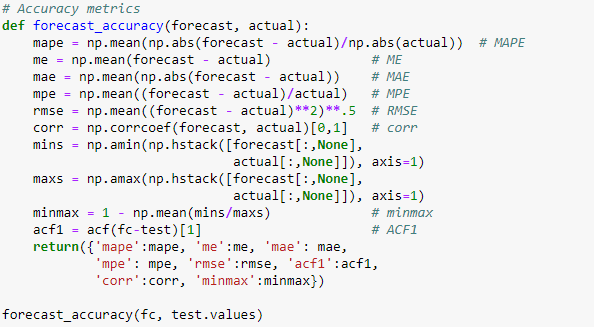 # Accuracy metrics
def forecast_accuracy(forecast, actual):
    mape = np.mean(np.abs(forecast - actual)/np.abs(actual))  # MAPE
    me = np.mean(forecast - actual)             # ME
    mae = np.mean(np.abs(forecast - actual))    # MAE
    mpe = np.mean((forecast - actual)/actual)   # MPE
    rmse = np.mean((forecast - actual)**2)**.5  # RMSE
    corr = np.corrcoef(forecast, actual)[0,1]   # corr
    mins = np.amin(np.hstack([forecast[:,None],
                              actual[:,None]]), axis=1)
    maxs = np.amax(np.hstack([forecast[:,None],
                              actual[:,None]]), axis=1)
    minmax = 1 - np.mean(mins/maxs)             # minmax
    acf1 = acf(fc-test)[1]                      # ACF1
    return({'mape':mape, 'me':me, 'mae': mae,
            'mpe': mpe, 'rmse':rmse, 'acf1':acf1,
            'corr':corr, 'minmax':minmax})

forecast_accuracy(fc, test.values)